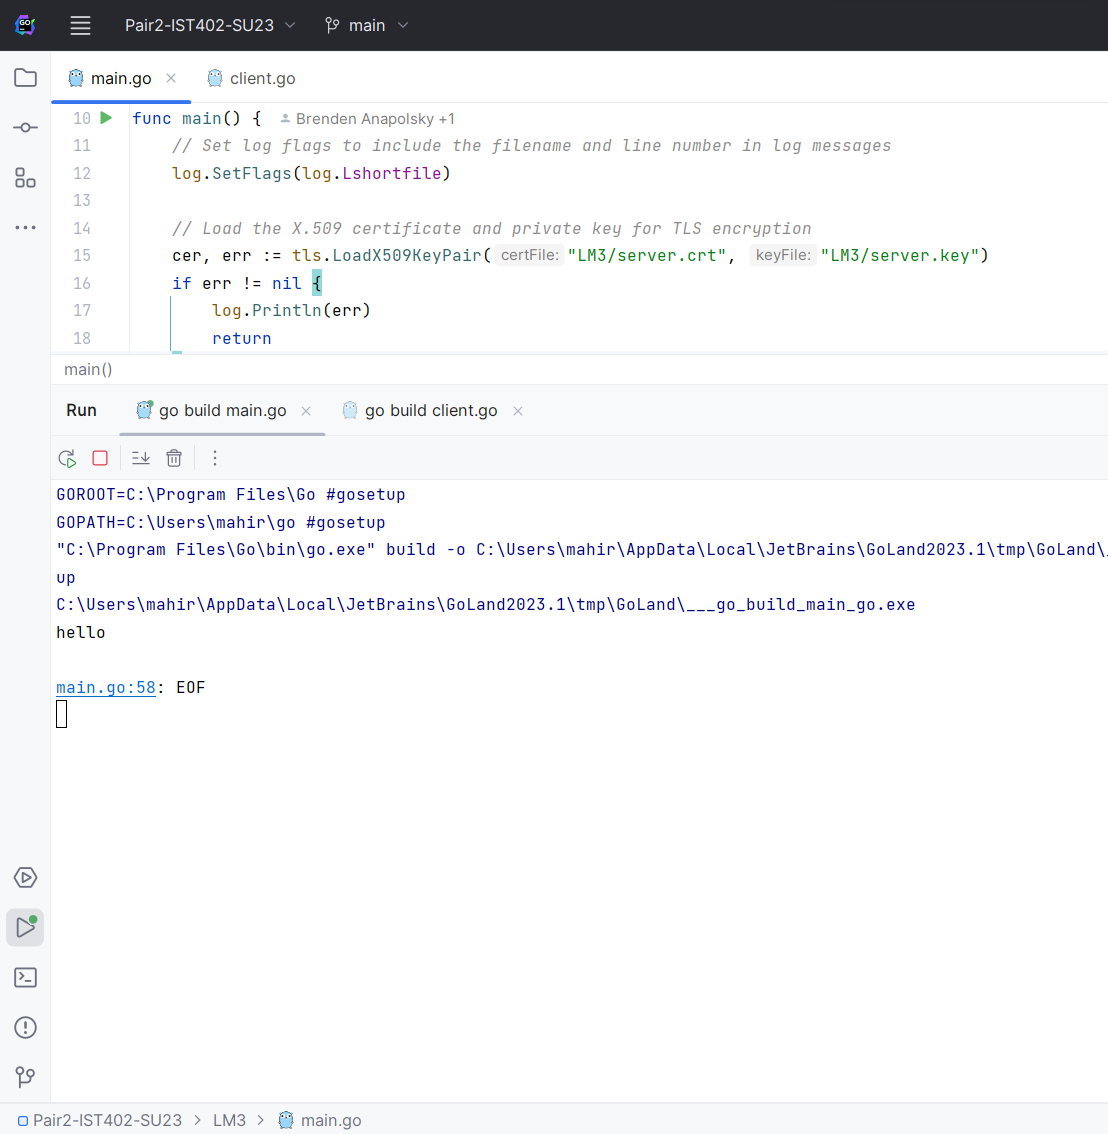 GO
Pair2-IST402-SU23 main
main.go client.go
10 func main() { Brenden Anapolsky +1
11 // Set log flags to include the filename and line number in log messages
12 log.SetFlags(log.Lshortfile)
13
14 // Load the X.509 certificate and private key for TLS encryption
15 cer, err := tls.LoadX509KeyPair( certFile: "LM3/server.crt", keyFile: "LM3/server.key")
16 if err != nil {
17 log.Println(err)
18 return
main()
Run go build main.go go build client.go
GOROOT=C:\Program Files\Go #gosetup
GOPATH=C:\Users\mahir\go #gosetup
"C:\Program Files\Go\bin\go.exe" build -o C:\Users\mahir\AppData\Local\JetBrains\GoLand2023.1\tmp\GoLand\_
up
C:\Users\mahir\AppData\Local\JetBrains\GoLand2023.1\tmp\GoLand\___go_build_main_go.exe
hello
main.go:58: EOF
Pair2-IST402-SU23 > LM3 > main.go